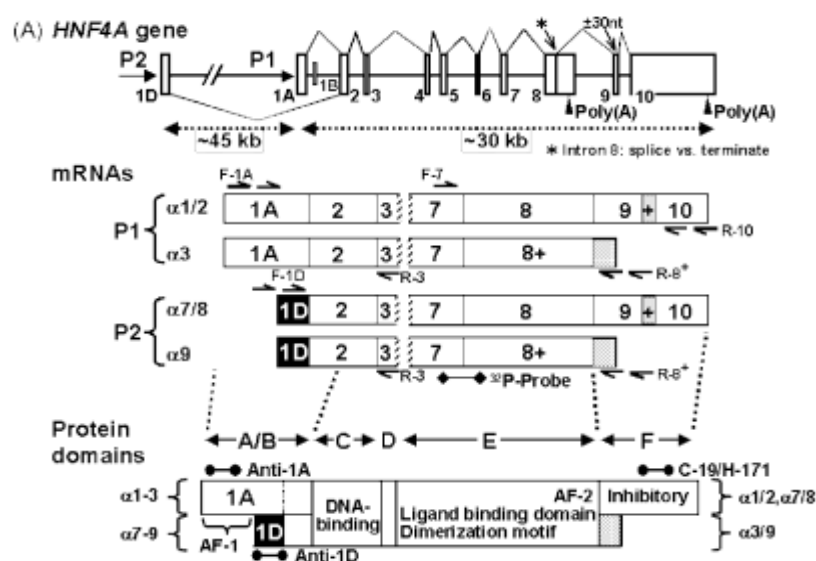 (A) HNF4A gene
* ±30nt
P2 P1
1D 1A 1B 2 3 4 5 6 7 8 9 10
Poly(A) Poly(A)
~45 kb ~30 kb
* Intron 8: splice vs. terminate
mRNAs
F-1A F-7
P1
α1/2 1A 2 3 7 8 9 + 10
R-10
α3 1A 2 3 7 8+
F-1D R-3 R-8+
P2
α7/8 1D 2 3 7 8 9 + 10
α9 1D 2 3 7 8+
R-3 32P-Probe R-8+
Protein domains
A/B C D E F
Anti-1A C-19/H-171
α1-3 1A DNA-binding AF-2 Ligand binding domain Dimerization motif Inhibitory α1/2,α7/8
α7-9 1D α3/9
AF-1 Anti-1D